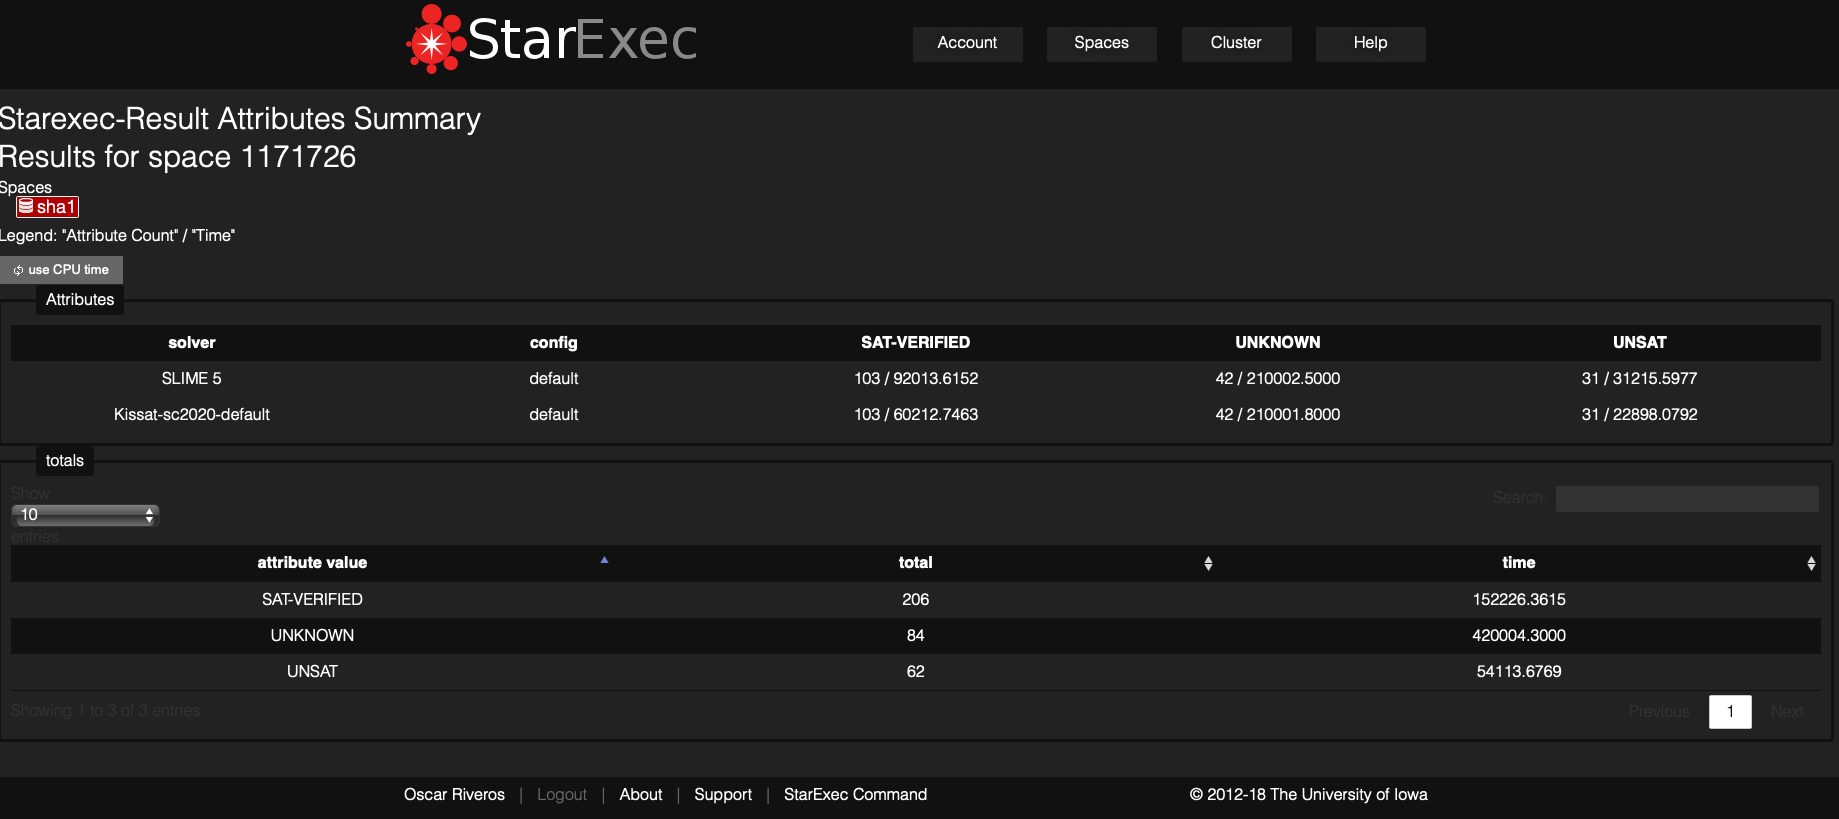 StarExec
Account Spaces Cluster Help
Starexec-Result Attributes Summary
Results for space 1171726
Spaces
sha1
Legend: "Attribute Count" / "Time"
use CPU time
Attributes
solver config SAT-VERIFIED UNKNOWN UNSAT
SLIME 5 default 103 / 92013.6152 42 / 210002.5000 31 / 31215.5977
Kissat-sc2020-default default 103 / 60212.7463 42 / 210001.8000 31 / 22898.0792
totals
Show
10
entries
Search:
attribute value total time
SAT-VERIFIED 206 152226.3615
UNKNOWN 84 420004.3000
UNSAT 62 54113.6769
Showing 1 to 3 of 3 entries Previous 1 Next
Oscar Riveros | Logout | About | Support | StarExec Command © 2012-18 The University of Iowa